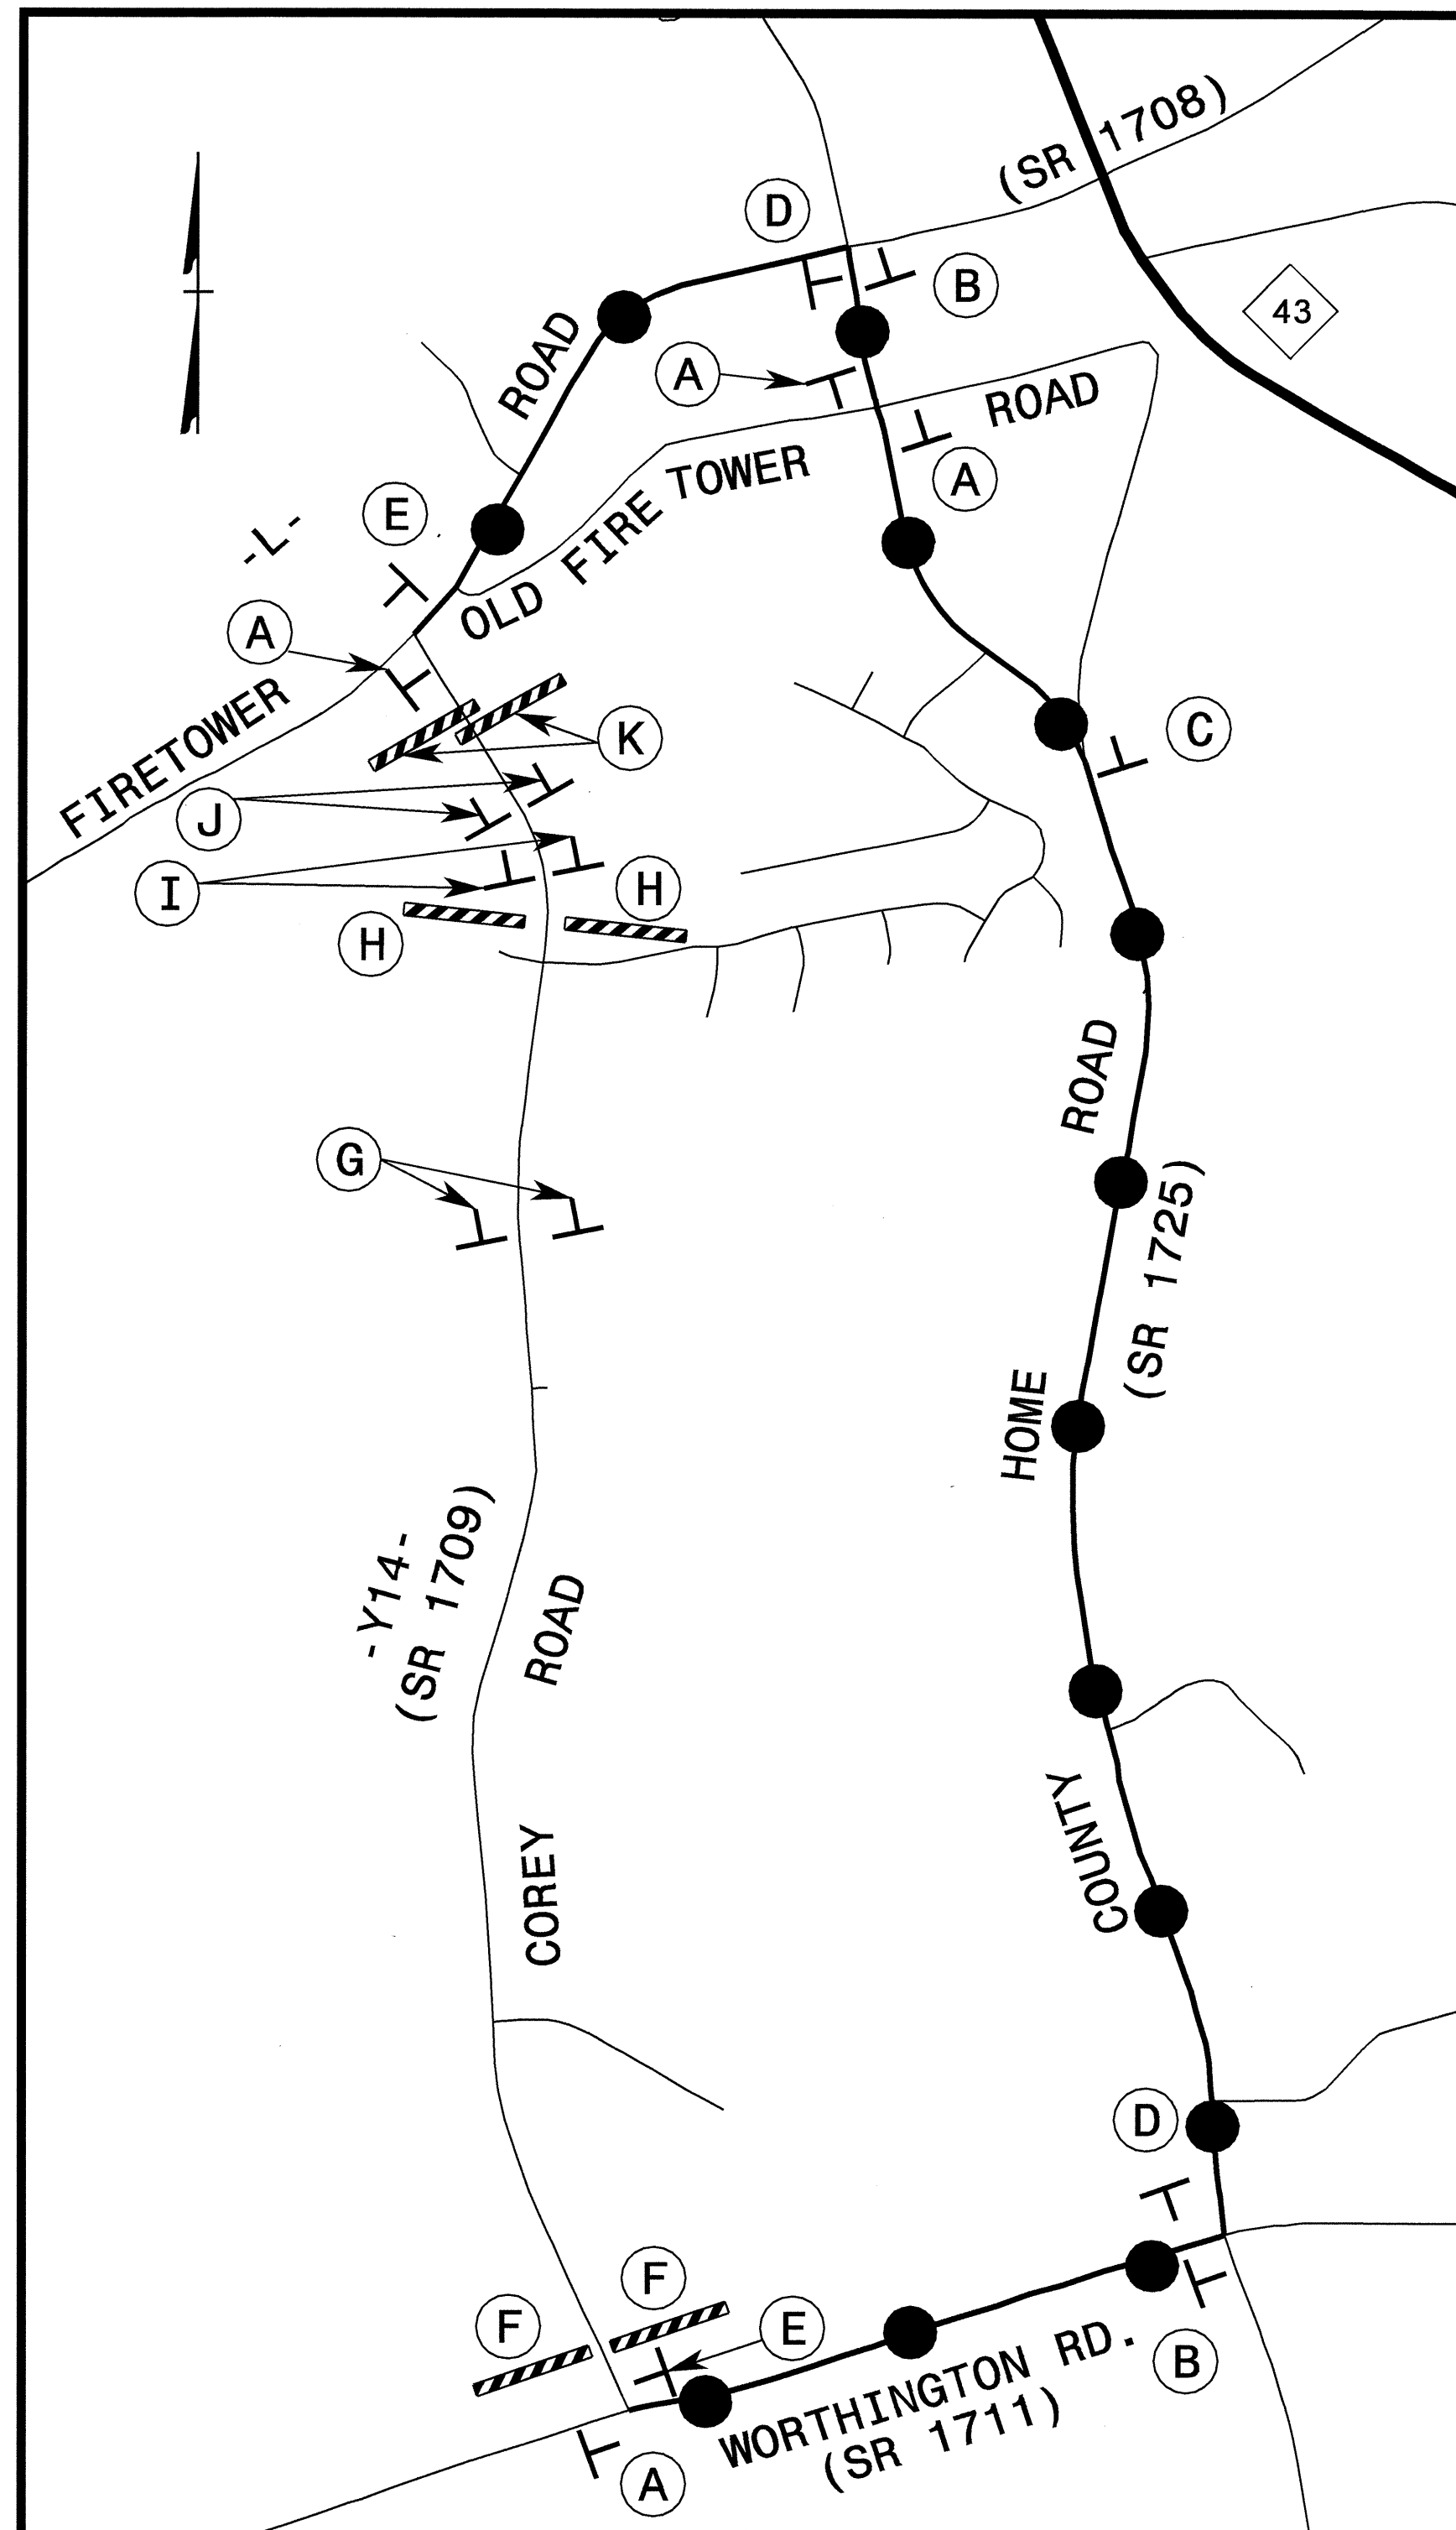 (SR 1708)
D
B
43
ROAD
A
ROAD
OLD FIRE TOWER
A
E
-L-
A
FIRETOWER
K
C
J
I
H
H
ROAD
G
(SR 1725)
HOME
-Y14-
(SR 1709)
ROAD
COUNTY
COREY
D
F
F
E
B
WORTHINGTON RD.
(SR 1711)
A